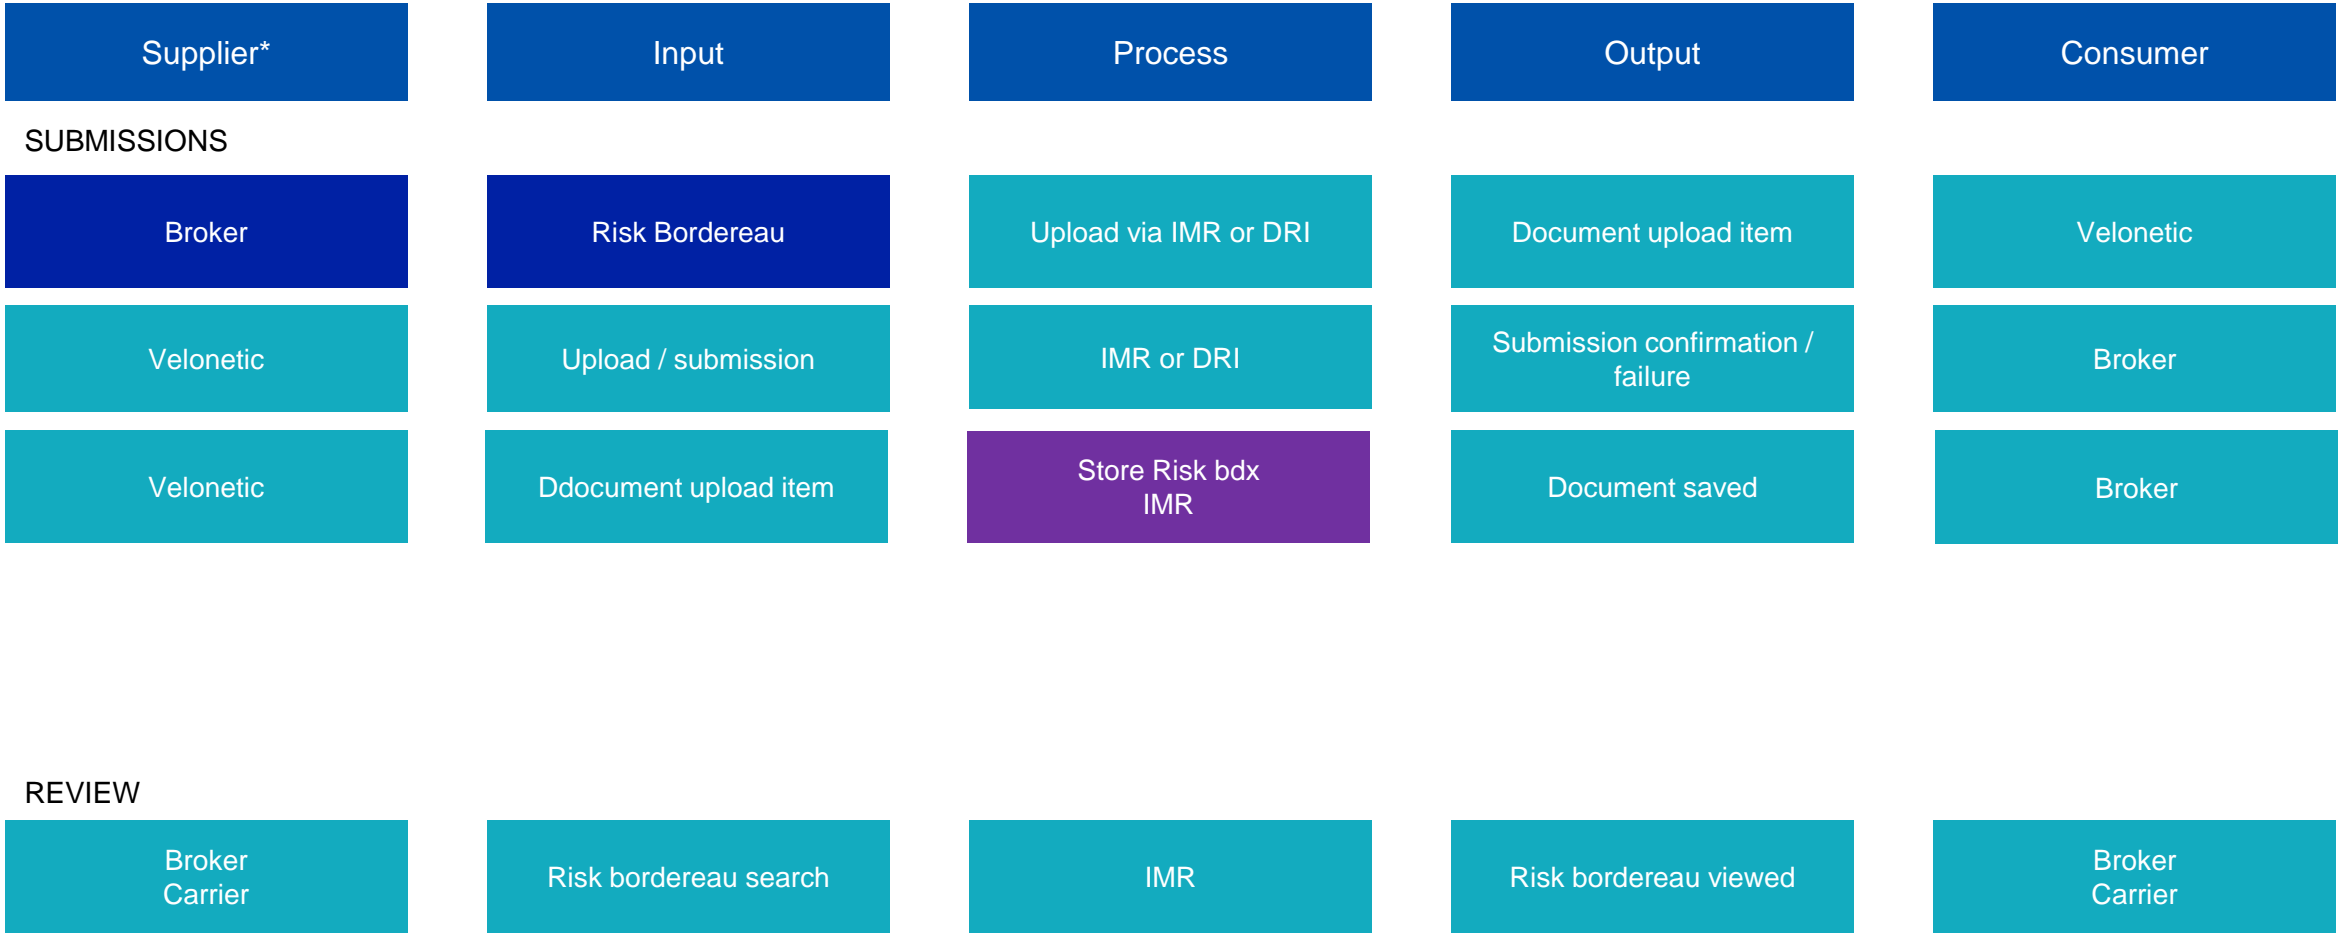 Supplier*
Input
Process
Output
Consumer
SUBMISSIONS
Broker
Risk Bordereau
Upload via IMR or DRI
Document upload item
Velonetic
Velonetic
Upload / submission
IMR or DRI
Submission confirmation /
failure
Broker
Velonetic
Ddocument upload item
Store Risk bdx
IMR
Document saved
Broker
REVIEW
Broker
Carrier
Risk bordereau search
IMR
Risk bordereau viewed
Broker
Carrier